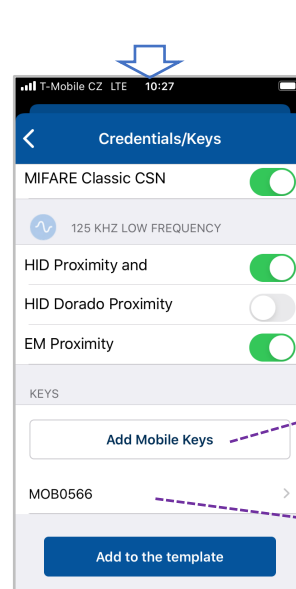 T-Mobile CZ LTE 10:27
Credentials/Keys
MIFARE Classic CSN
125 KHZ LOW FREQUENCY
HID Proximity and
HID Dorado Proximity
EM Proximity
KEYS
Add Mobile Keys
MOB0566
Add to the template